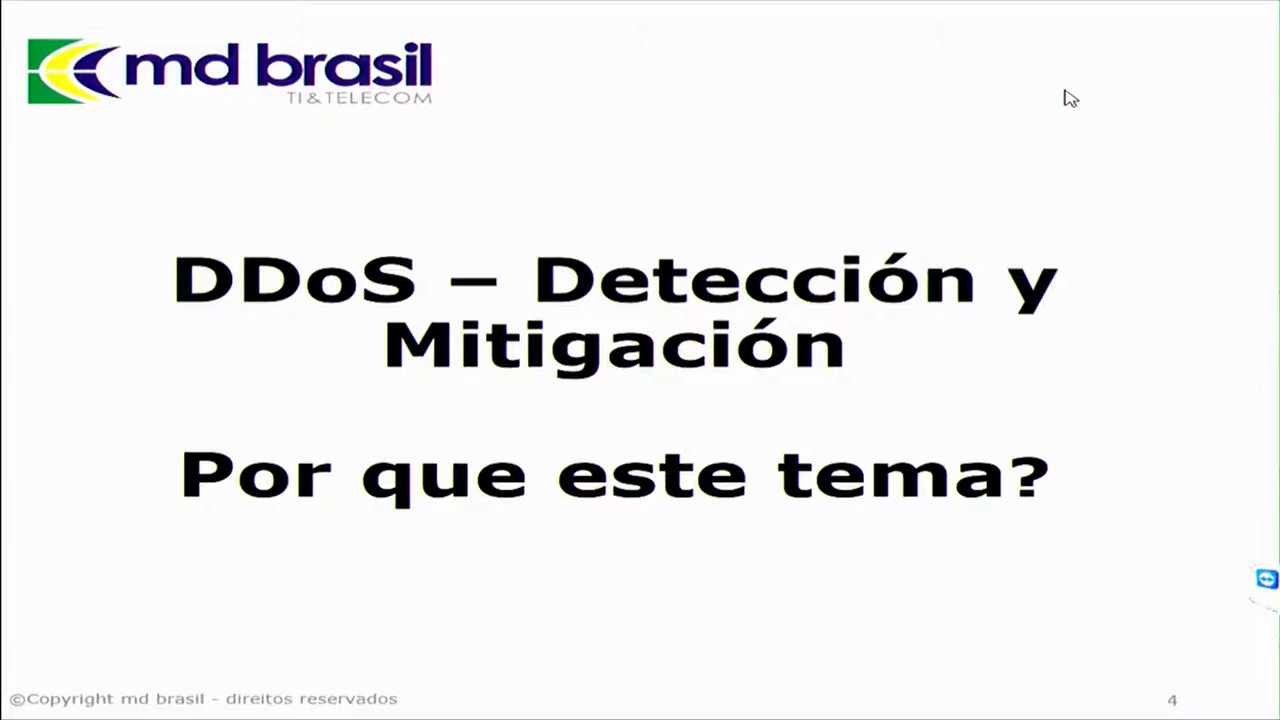 md brasil
TI & TELECOM
DDoS – Detección y
Mitigación
Por que este tema?
©Copyright md brasil - direitos reservados
4